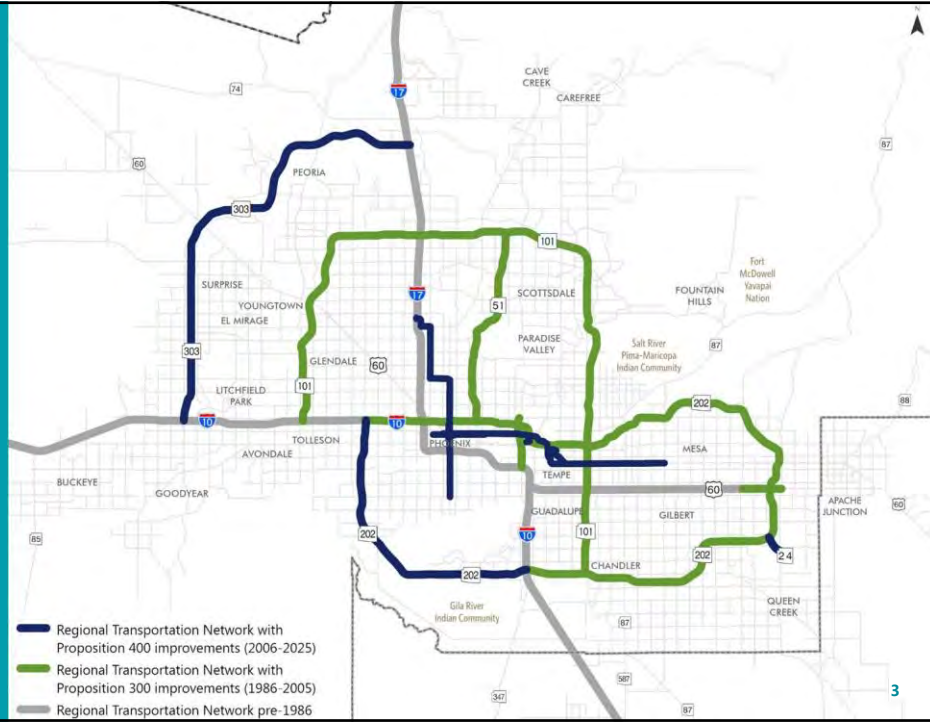 N
17
74
CAVE
CREEK
CAREFREE
87
60
PEORIA
303
101
Fort
McDowell
Yavapai
Nation
SURPRISE
17
51
SCOTTSDALE
FOUNTAIN
HILLS
YOUNGTOWN
EL MIRAGE
PARADISE
VALLEY
87
303
GLENDALE
60
Salt River
Pima-Maricopa
Indian Community
LITCHFIELD
PARK
101
202
88
10
10
TOLLESON
PHOENIX
MESA
AVONDALE
TEMPE
BUCKEYE
GOODYEAR
60
APACHE
JUNCTION
60
GUADALUPE
GILBERT
85
202
10
101
202
24
202
CHANDLER
QUEEN
CREEK
Gila River
Indian Community
87
Regional Transportation Network with
Proposition 400 improvements (2006-2025)
Regional Transportation Network with
Proposition 300 improvements (1986-2005)
587
3
347
87
Regional Transportation Network pre-1986